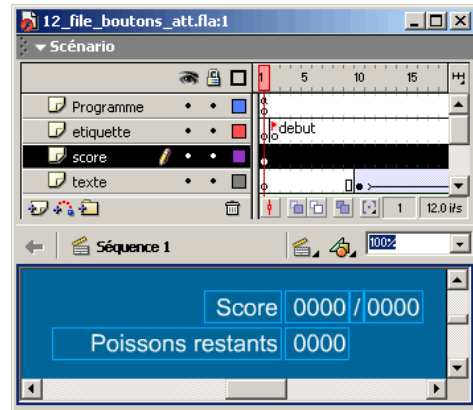 12_file_boutons_att.fla:1
Scénario
1 5 10 15
Programme
etiquette debut
score
texte
1 12.0 i/s
Séquence 1 100%
Score 0000 / 0000
Poissons restants 0000